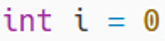 int i = 0